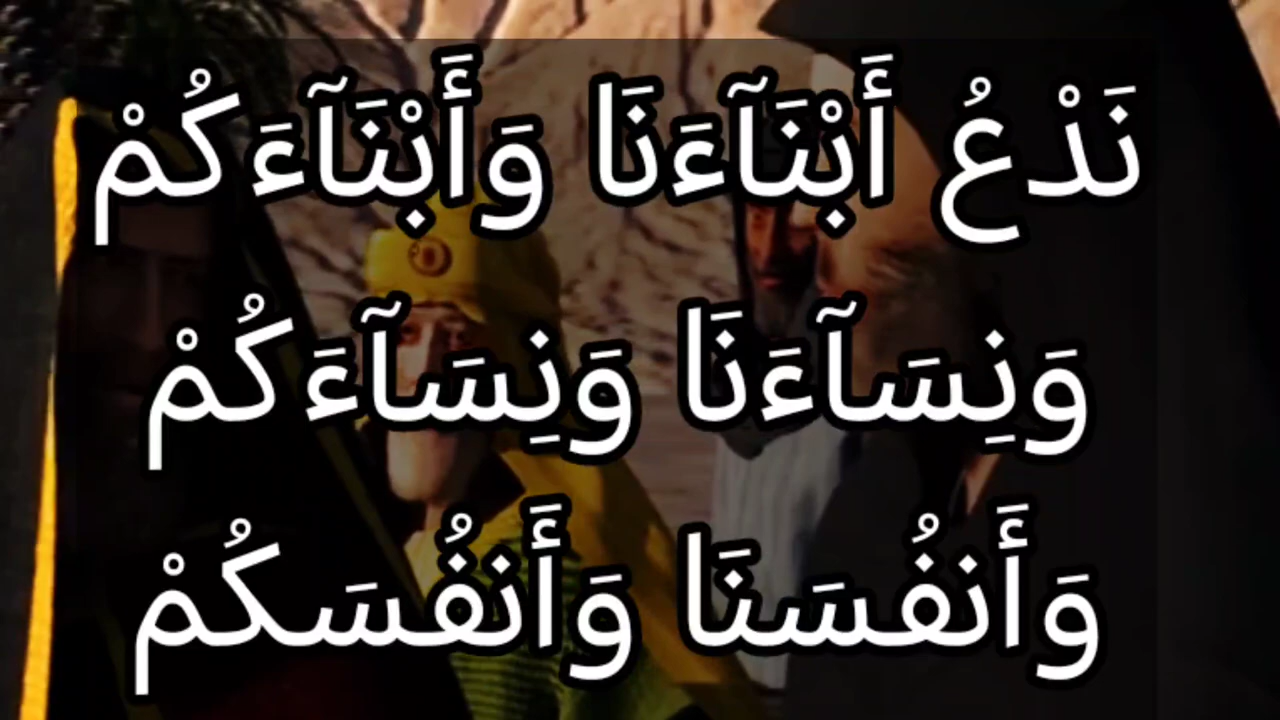 نَدْعُ أَبْنَآءَنَا وَأَبْنَآءَكُمْ
وَنِسَآءَنَا وَنِسَآءَكُمْ
وَأَنفُسَنَا وَأَنفُسَكُمْ